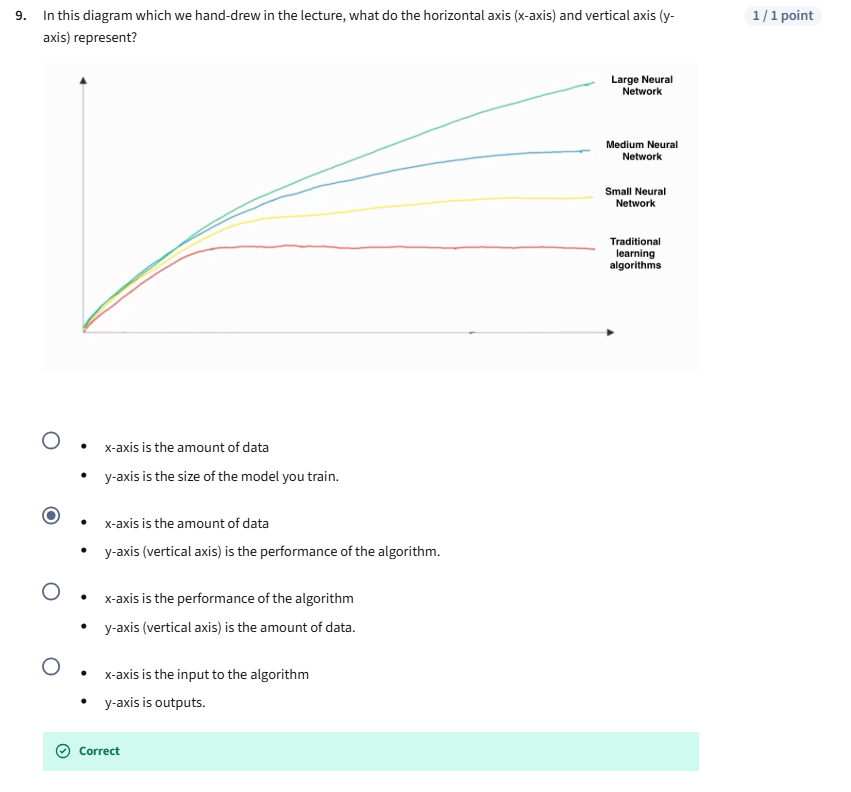 9. In this diagram which we hand-drew in the lecture, what do the horizontal axis (x-axis) and vertical axis (y-
axis) represent?
1 / 1 point
Large Neural
Network
Medium Neural
Network
Small Neural
Network
Traditional
learning
algorithms
• x-axis is the amount of data
• y-axis is the size of the model you train.
• x-axis is the amount of data
• y-axis (vertical axis) is the performance of the algorithm.
• x-axis is the performance of the algorithm
• y-axis (vertical axis) is the amount of data.
• x-axis is the input to the algorithm
• y-axis is outputs.
Correct